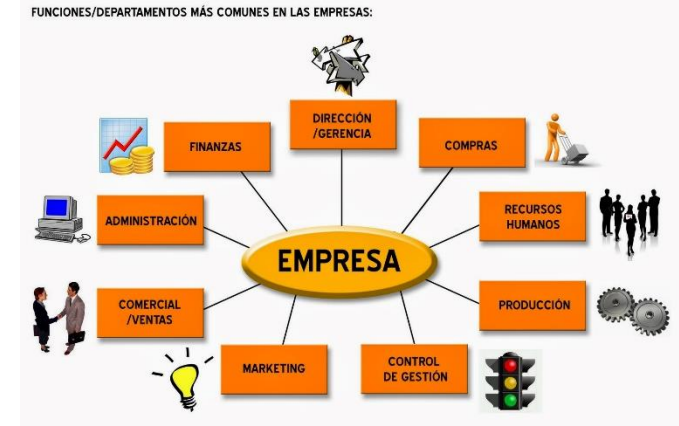 FUNCIONES/DEPARTAMENTOS MÁS COMUNES EN LAS EMPRESAS:
DIRECCIÓN
/GERENCIA
FINANZAS
COMPRAS
ADMINISTRACIÓN
RECURSOS
HUMANOS
EMPRESA
COMERCIAL
/VENTAS
PRODUCCIÓN
MARKETING
CONTROL
DE GESTIÓN